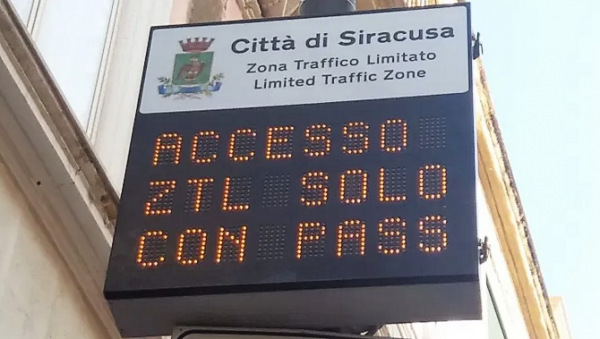 Città di Siracusa
Zona Traffico Limitato
Limited Traffic Zone
ACCESSO
ZTL SOLO
CON PASS